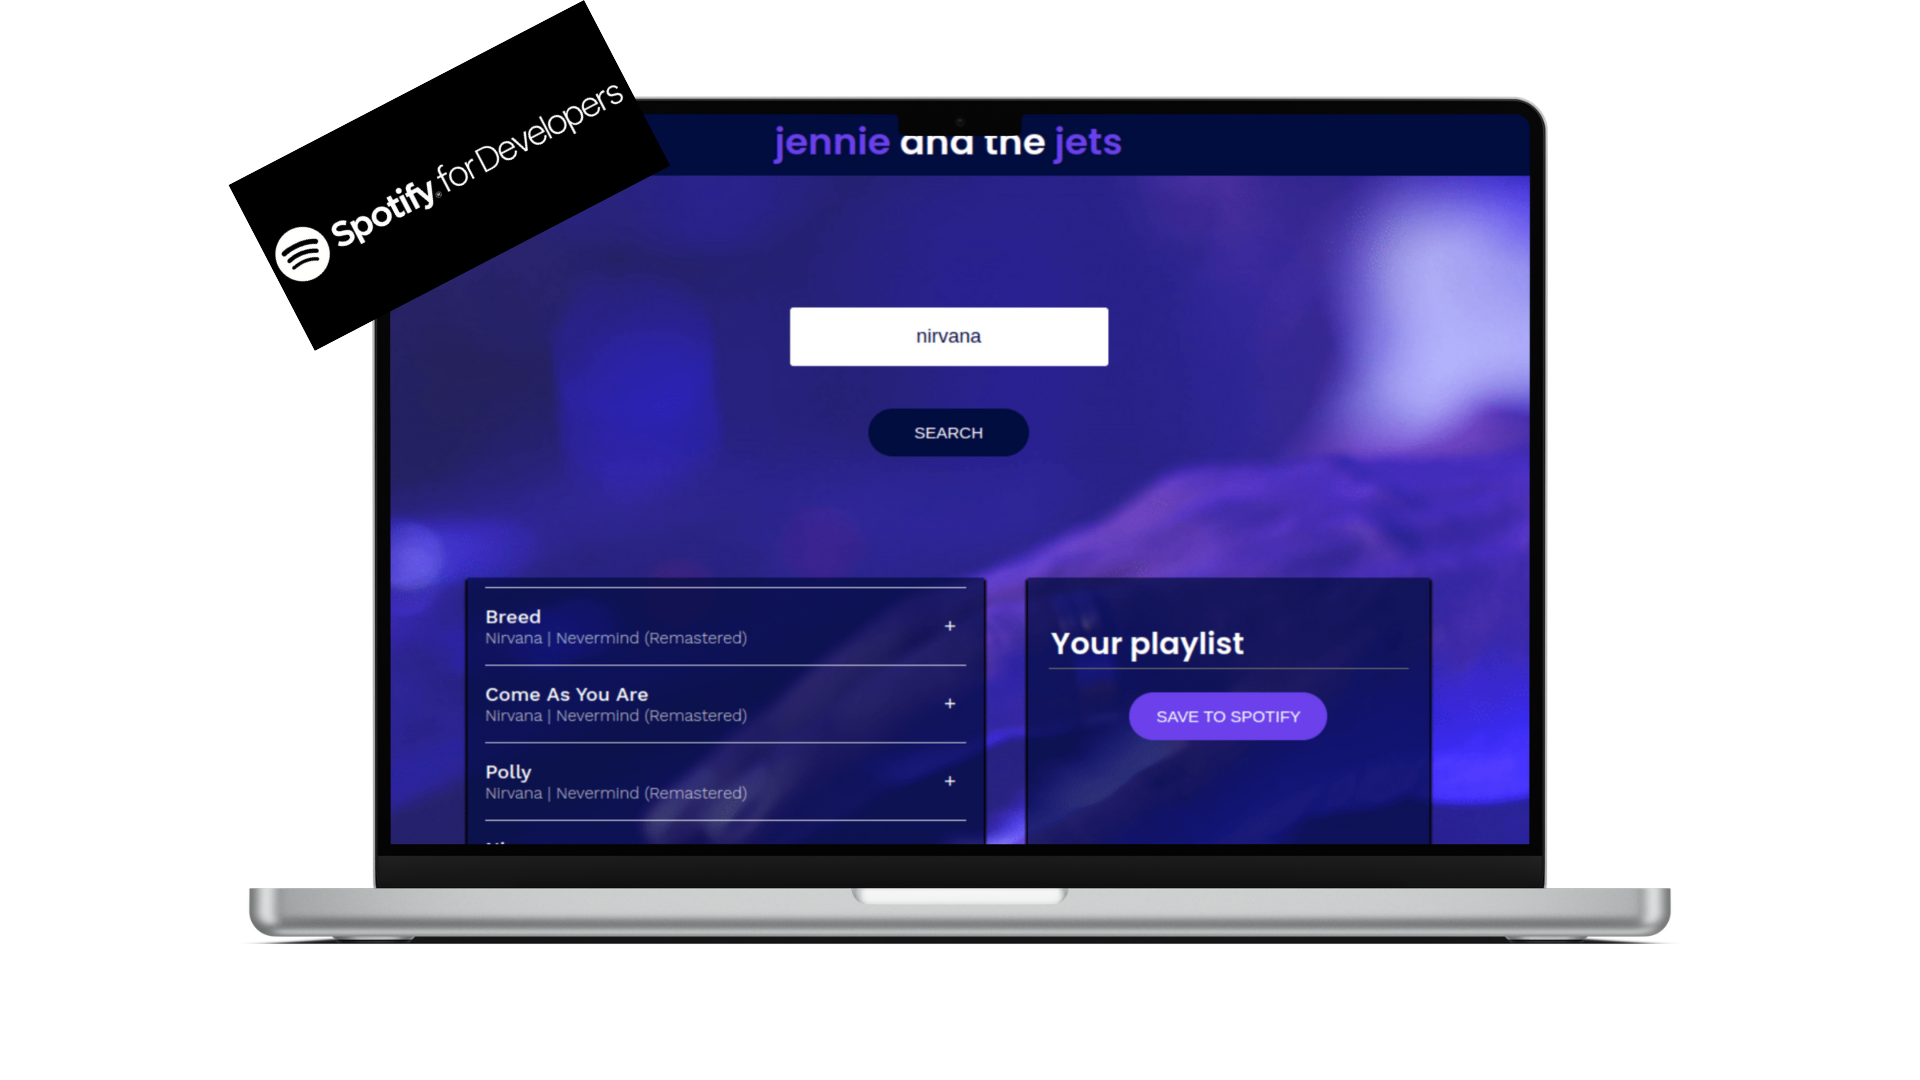 Spotify for Developers
jennie and the jets
nirvana
SEARCH
Breed
+
Nirvana | Nevermind (Remastered)
Come As You Are
+
Nirvana | Nevermind (Remastered)
Polly
+
Nirvana | Nevermind (Remastered)
Your playlist
SAVE TO SPOTIFY